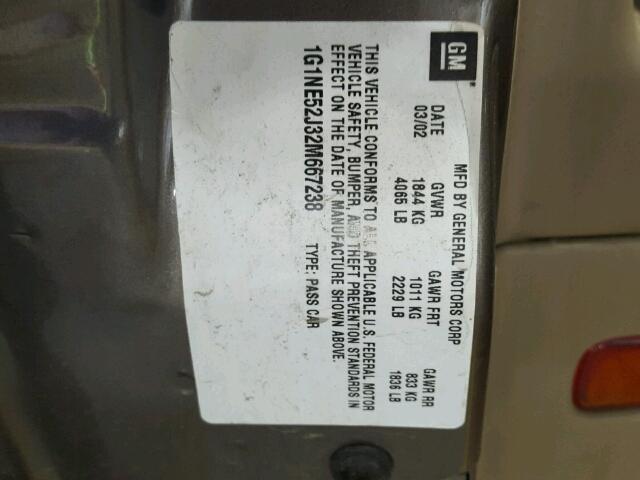 GM
MFD BY GENERAL MOTORS CORP
DATE GVWR GAWR FRT GAWR RR
03/02 1844 KG 1011 KG 833 KG
4065 LB 2229 LB 1836 LB
THIS VEHICLE CONFORMS TO ALL APPLICABLE U.S. FEDERAL MOTOR
VEHICLE SAFETY, BUMPER, AND THEFT PREVENTION STANDARDS IN
EFFECT ON THE DATE OF MANUFACTURE SHOWN ABOVE.
1G1NE52J32M667238 TYPE: PASS CAR